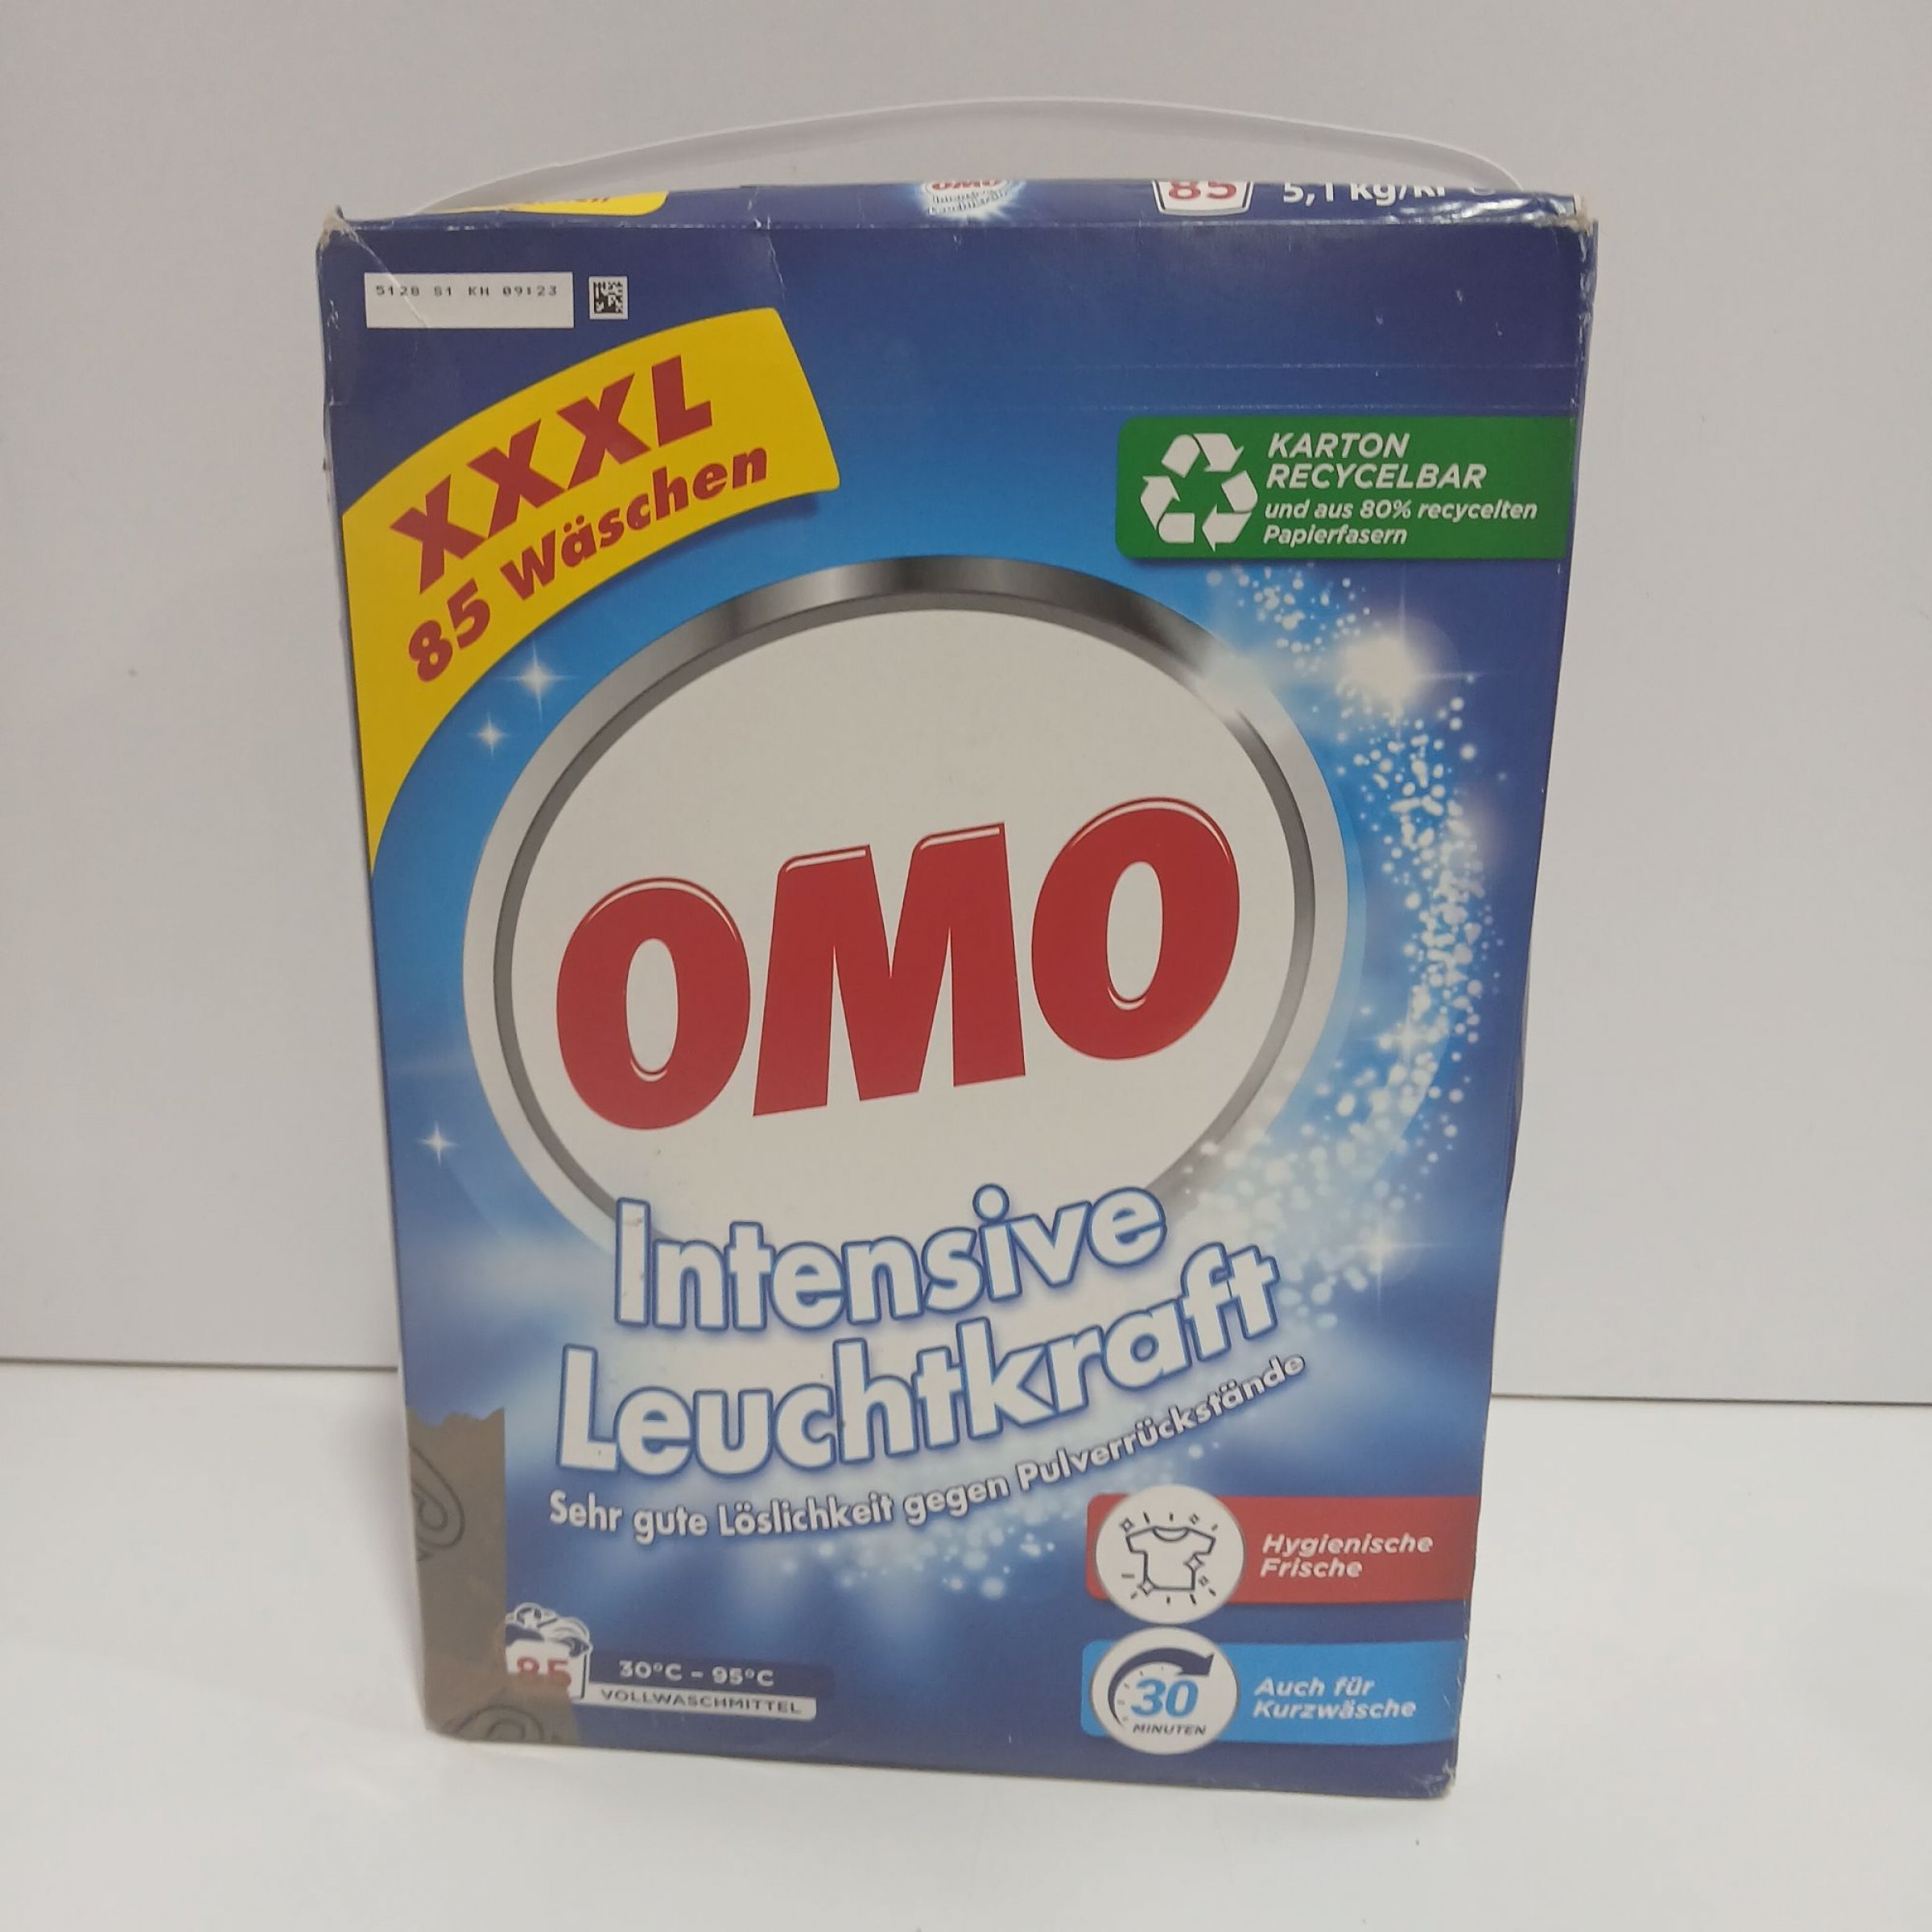 OMO
85 5,1 kg/kr
5128 S1 KH 09:23
XXXL
85 Wäschen
KARTON
RECYCELBAR
und aus 80% recycelten
Papierfasern
OMO
Intensive
Leuchtkraft
Sehr gute Löslichkeit gegen Pulverrückstände
Hygienische
Frische
85
30°C – 95°C
VOLLWASCHMITTEL
30
MINUTEN
Auch für
Kurzwäsche